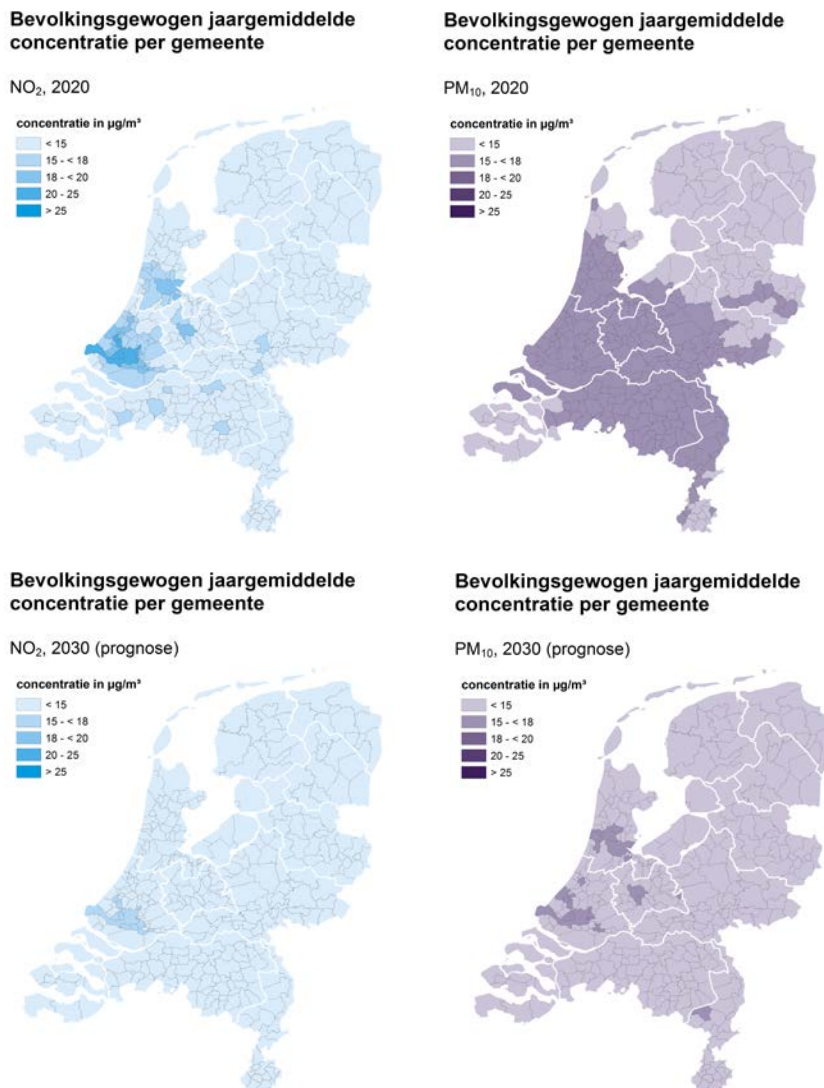 Bevolkingsgewogen jaargemiddelde
concentratie per gemeente
NO₂, 2020
concentratie in µg/m³
< 15
15 - < 18
18 - < 20
20 - 25
> 25
Bevolkingsgewogen jaargemiddelde
concentratie per gemeente
PM₁₀, 2020
concentratie in µg/m³
< 15
15 - < 18
18 - < 20
20 - 25
> 25
Bevolkingsgewogen jaargemiddelde
concentratie per gemeente
NO₂, 2030 (prognose)
concentratie in µg/m³
< 15
15 - < 18
18 - < 20
20 - 25
> 25
Bevolkingsgewogen jaargemiddelde
concentratie per gemeente
PM₁₀, 2030 (prognose)
concentratie in µg/m³
< 15
15 - < 18
18 - < 20
20 - 25
> 25